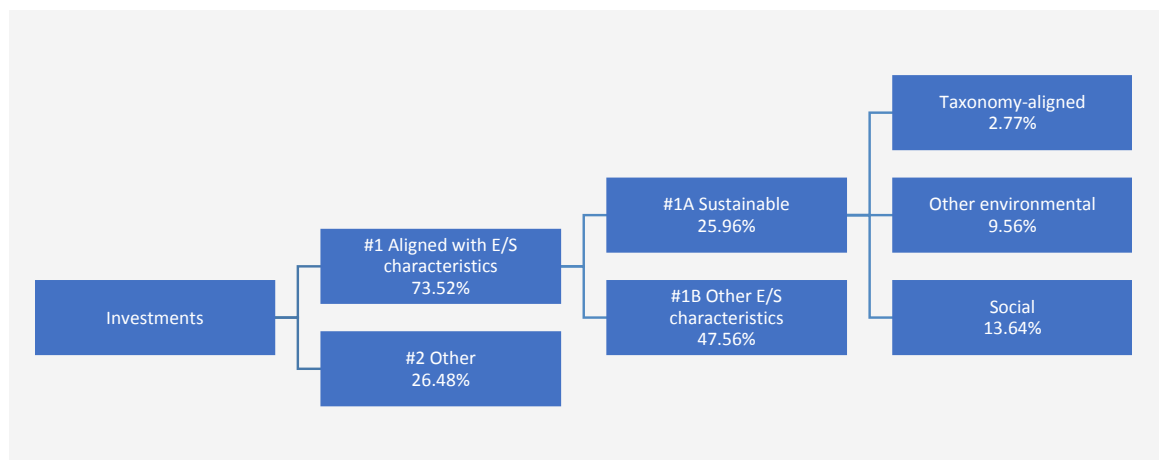 Investments
#1 Aligned with E/S
characteristics
73.52%
#2 Other
26.48%
#1A Sustainable
25.96%
#1B Other E/S
characteristics
47.56%
Taxonomy-aligned
2.77%
Other environmental
9.56%
Social
13.64%